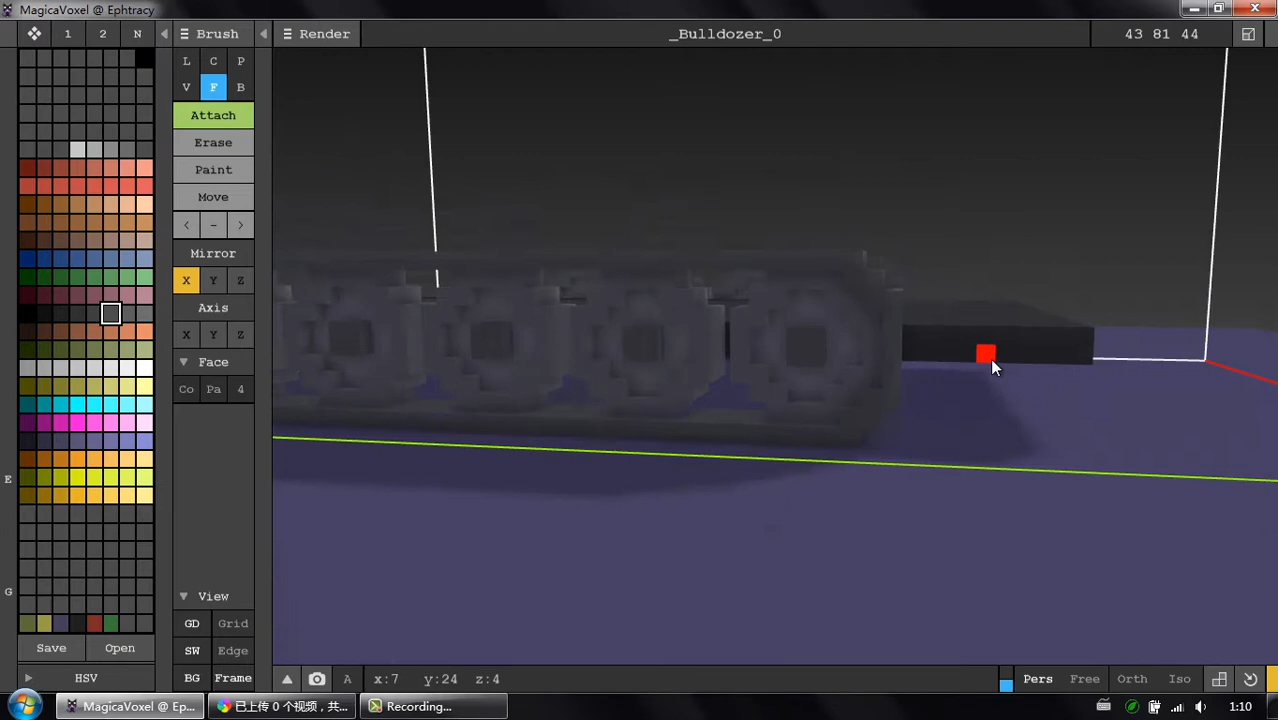 MagicaVoxel @ Ephtracy
1 2 N
Brush
Render
_Bulldozer_0
43 81 44
L C P
V F B
Attach
Erase
Paint
Move
< - >
Mirror
X Y Z
Axis
X Y Z
Face
Co Pa 4
E
G
View
GD Grid
SW Edge
BG Frame
Save Open
HSV
A x:7 y:24 z:4
Pers Free Orth Iso
MagicaVoxel @ Ep...
已上传 0 个视频，共...
Recording...
1:10